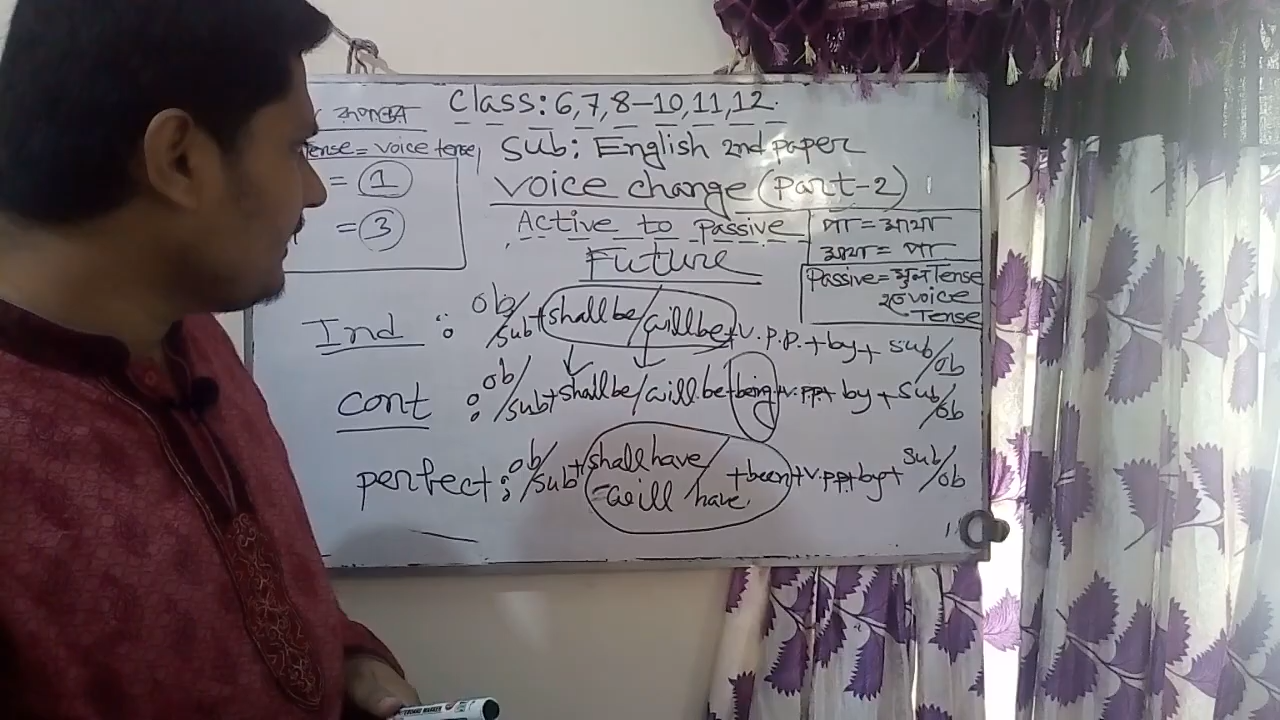 Class: 6,7,8-10,11,12.
Sub: English 2nd paper
Tense = voice tense
= 1
= 3
Voice change (Part-2)
Active to Passive
Future
Passive = মূল Tense
voice
Tense
Ind : ob/sub + shall be/will be + v.p.p. + by + sub/ob
cont : ob/sub + shall be/will be + being + v.pp + by + sub/ob
perfect : ob/sub + shall have/will have + been + v.pp + by + sub/ob